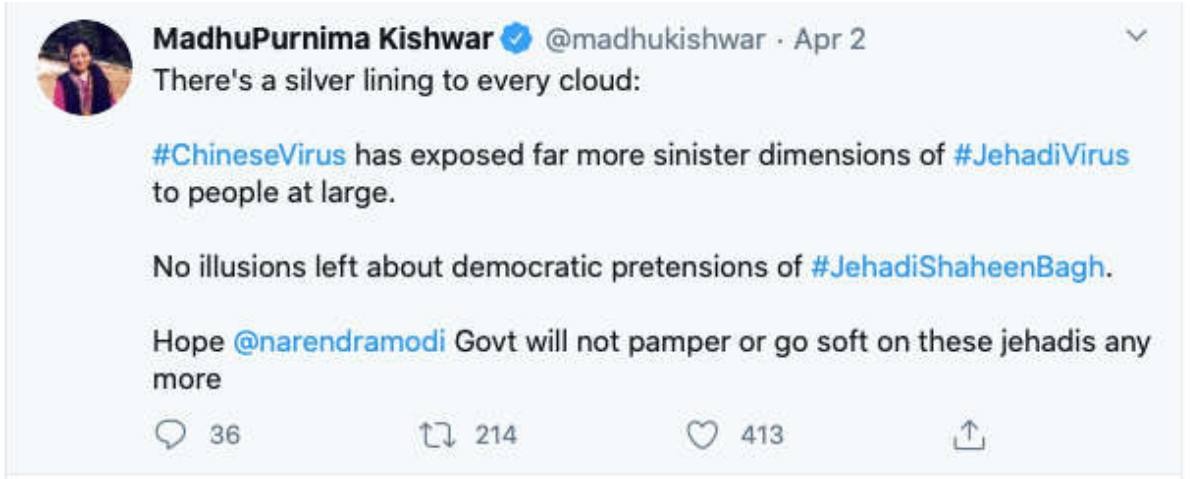 MadhuPurnima Kishwar @madhukishwar · Apr 2
There's a silver lining to every cloud:
#ChineseVirus has exposed far more sinister dimensions of #JehadiVirus
to people at large.
No illusions left about democratic pretensions of #JehadiShaheenBagh.
Hope @narendramodi Govt will not pamper or go soft on these jehadis any
more
36 214 413